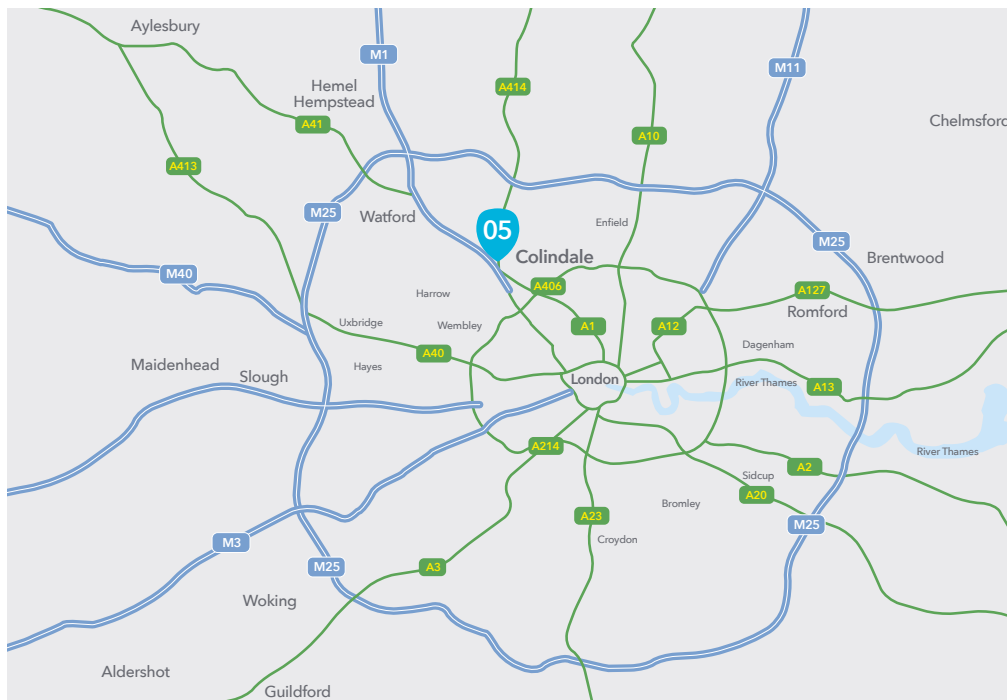 Aylesbury
M1
M11
Hemel
Hempstead
A414
A41
A10
Chelmsford
A413
M25
Watford
Enfield
05
Colindale
M25
Brentwood
M40
A406
A127
Harrow
Romford
Uxbridge
Wembley
A1
A12
Dagenham
A40
Maidenhead
Hayes
Slough
London
River Thames
A13
A214
River Thames
A2
Sidcup
A20
Bromley
A23
M25
Croydon
M3
M25
A3
Woking
Aldershot
Guildford